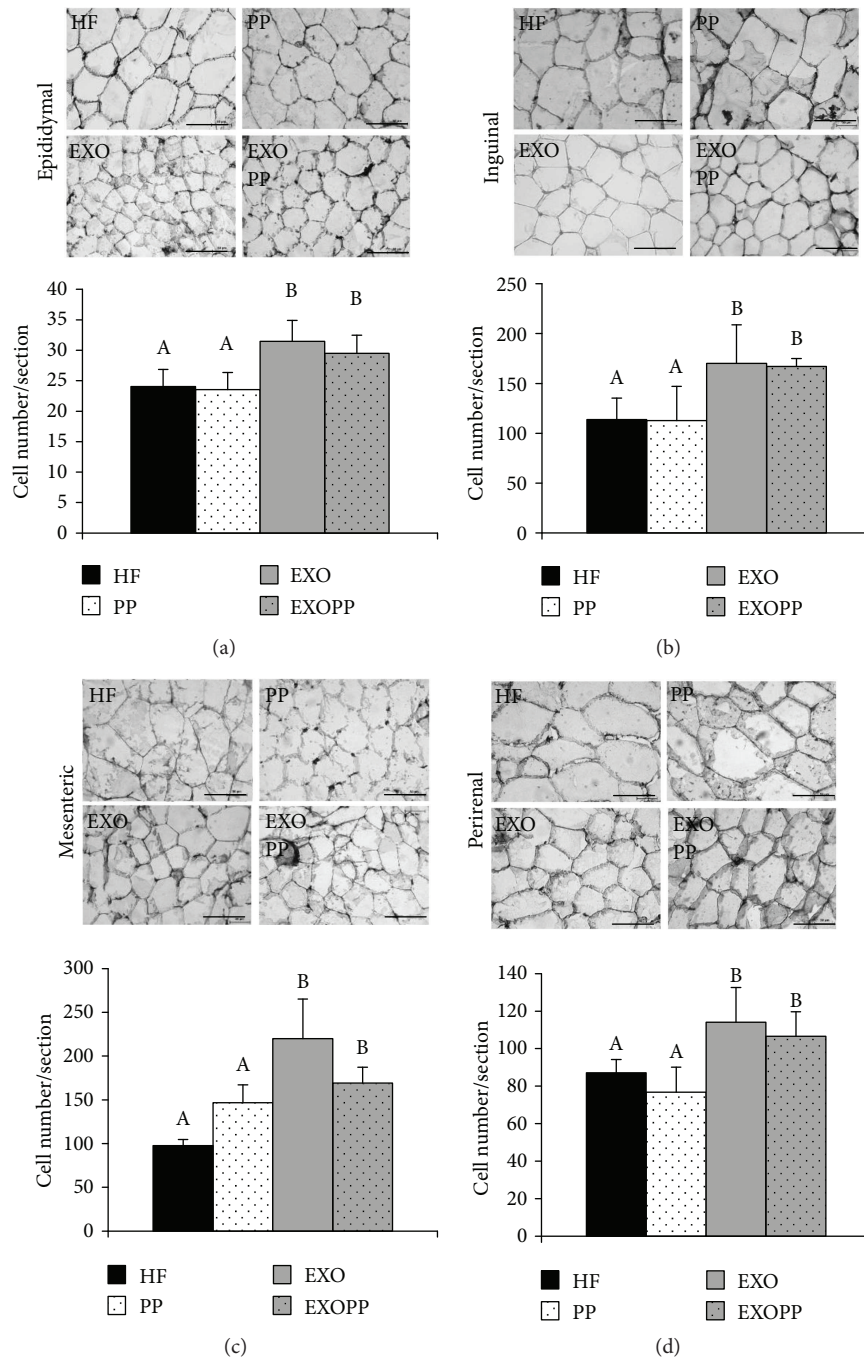 HF
PP
EXO
EXO
PP
Epididymal
40
35
30
25
20
15
10
5
0
Cell number/section
A
A
B
B
HF
EXO
PP
EXOPP
(a)
HF
PP
EXO
EXO
PP
Inguinal
250
200
150
100
50
0
Cell number/section
A
A
B
B
HF
EXO
PP
EXOPP
(b)
HF
PP
EXO
EXO
PP
Mesenteric
300
250
200
150
100
50
0
Cell number/section
A
A
B
B
HF
EXO
PP
EXOPP
(c)
HF
PP
EXO
EXO
PP
Perirenal
140
120
100
80
60
40
20
0
Cell number/section
A
A
B
B
HF
EXO
PP
EXOPP
(d)